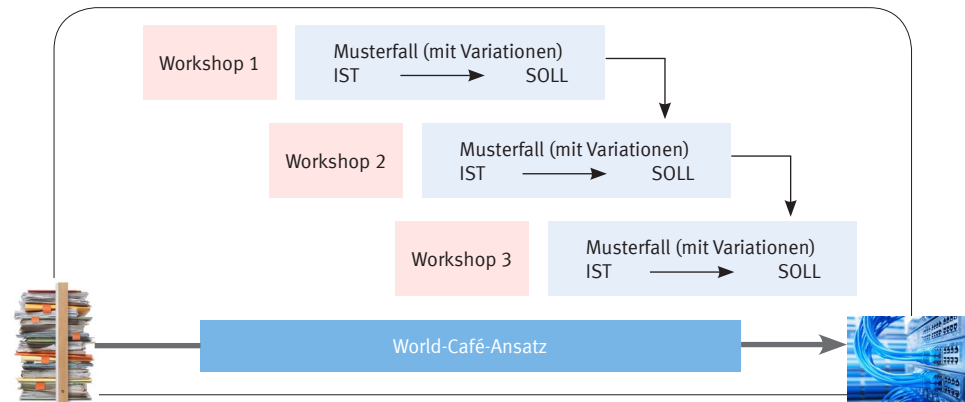 Workshop 1
Musterfall (mit Variationen)
IST SOLL
Workshop 2
Musterfall (mit Variationen)
IST SOLL
Workshop 3
Musterfall (mit Variationen)
IST SOLL
World-Café-Ansatz